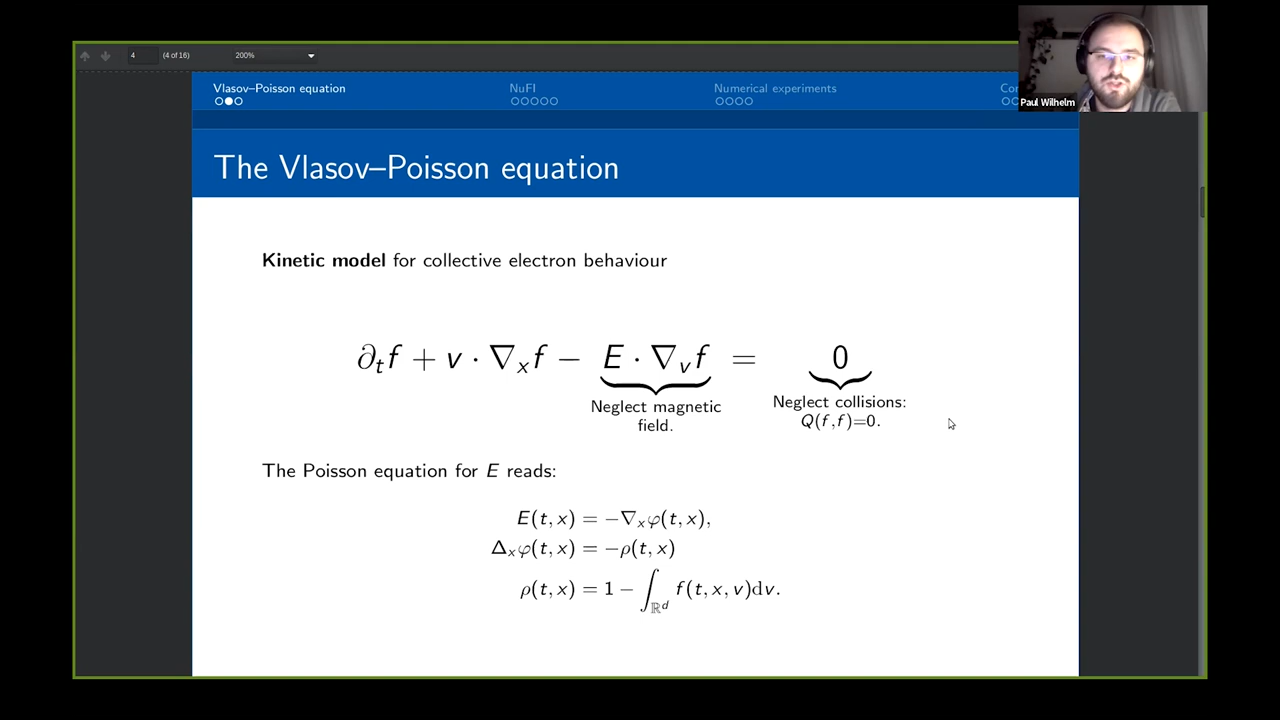 4 (4 of 16) 200%
Paul Wilhelm
Vlasov–Poisson equation NuFI Numerical experiments Con
The Vlasov–Poisson equation
Kinetic model for collective electron behaviour
∂ₜf + v · ∇ₓf − E · ∇ᵥf = 0
Neglect magnetic
field.
Neglect collisions:
Q(f,f)=0.
The Poisson equation for E reads:
E(t, x) = −∇ₓφ(t, x),
Δₓφ(t, x) = −ρ(t, x)
ρ(t, x) = 1 − ∫_ℝᵈ f(t, x, v)dv.